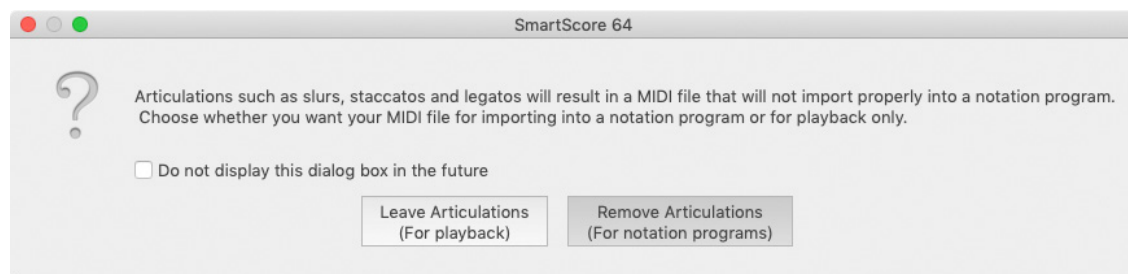 SmartScore 64
?
Articulations such as slurs, staccatos and legatos will result in a MIDI file that will not import properly into a notation program.
Choose whether you want your MIDI file for importing into a notation program or for playback only.
Do not display this dialog box in the future
Leave Articulations
(For playback)
Remove Articulations
(For notation programs)